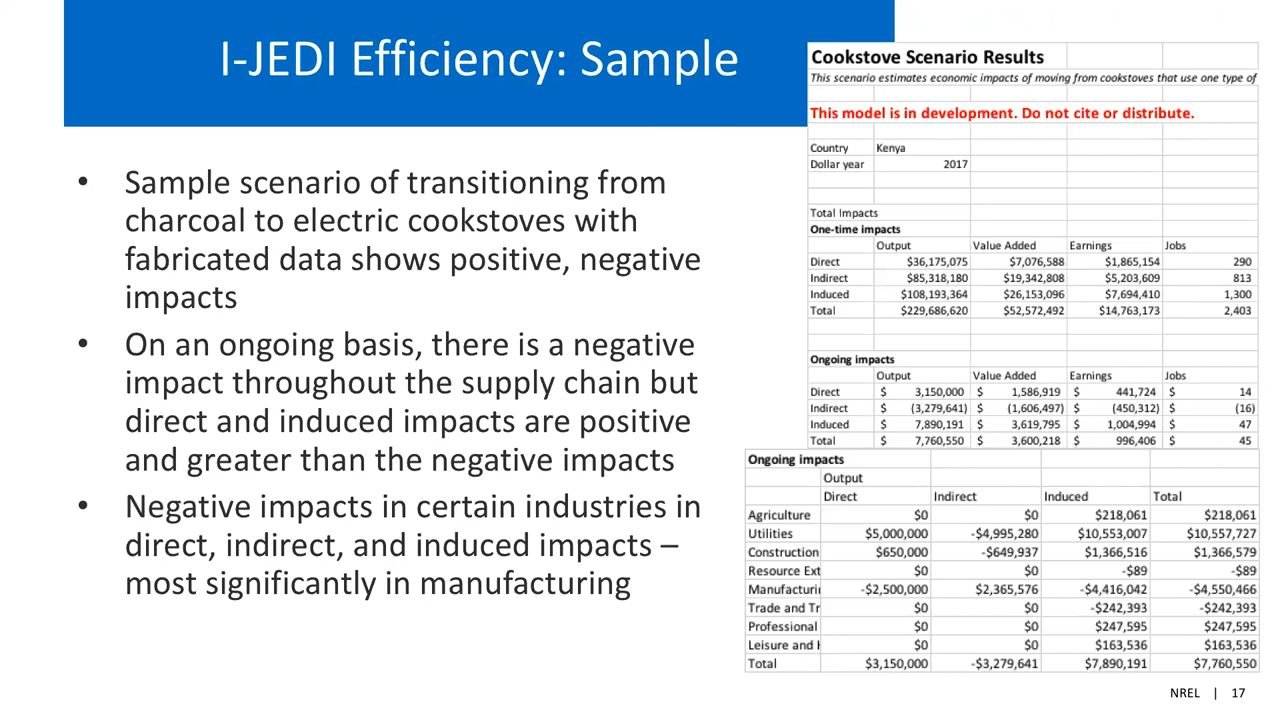 I-JEDI Efficiency: Sample
• Sample scenario of transitioning from
charcoal to electric cookstoves with
fabricated data shows positive, negative
impacts
• On an ongoing basis, there is a negative
impact throughout the supply chain but
direct and induced impacts are positive
and greater than the negative impacts
• Negative impacts in certain industries in
direct, indirect, and induced impacts –
most significantly in manufacturing
Cookstove Scenario Results
This scenario estimates economic impacts of moving from cookstoves that use one type of
This model is in development. Do not cite or distribute.
Country Kenya
Dollar year 2017
Total Impacts
One-time impacts
Output Value Added Earnings Jobs
Direct $36,175,075 $7,076,588 $1,865,154 290
Indirect $85,318,180 $19,342,808 $5,203,609 813
Induced $108,193,364 $26,153,096 $7,694,410 1,300
Total $229,686,620 $52,572,492 $14,763,173 2,403
Ongoing impacts
Output Value Added Earnings Jobs
Direct $ 3,150,000 $ 1,586,919 $ 441,724 $ 14
Indirect $ (3,279,641) $ (1,606,497) $ (450,312) $ (16)
Induced $ 7,890,191 $ 3,619,795 $ 1,004,994 $ 47
Total $ 7,760,550 $ 3,600,218 $ 996,406 $ 45
Ongoing impacts
Output
Direct Indirect Induced Total
Agriculture $0 $0 $218,061 $218,061
Utilities $5,000,000 -$4,995,280 $10,553,007 $10,557,727
Construction $650,000 -$649,937 $1,366,516 $1,366,579
Resource Ext $0 $0 -$89 -$89
Manufacturi -$2,500,000 $2,365,576 -$4,416,042 -$4,550,466
Trade and Tr $0 $0 -$242,393 -$242,393
Professional $0 $0 $247,595 $247,595
Leisure and $0 $0 $163,536 $163,536
Total $3,150,000 -$3,279,641 $7,890,191 $7,760,550
NREL | 17